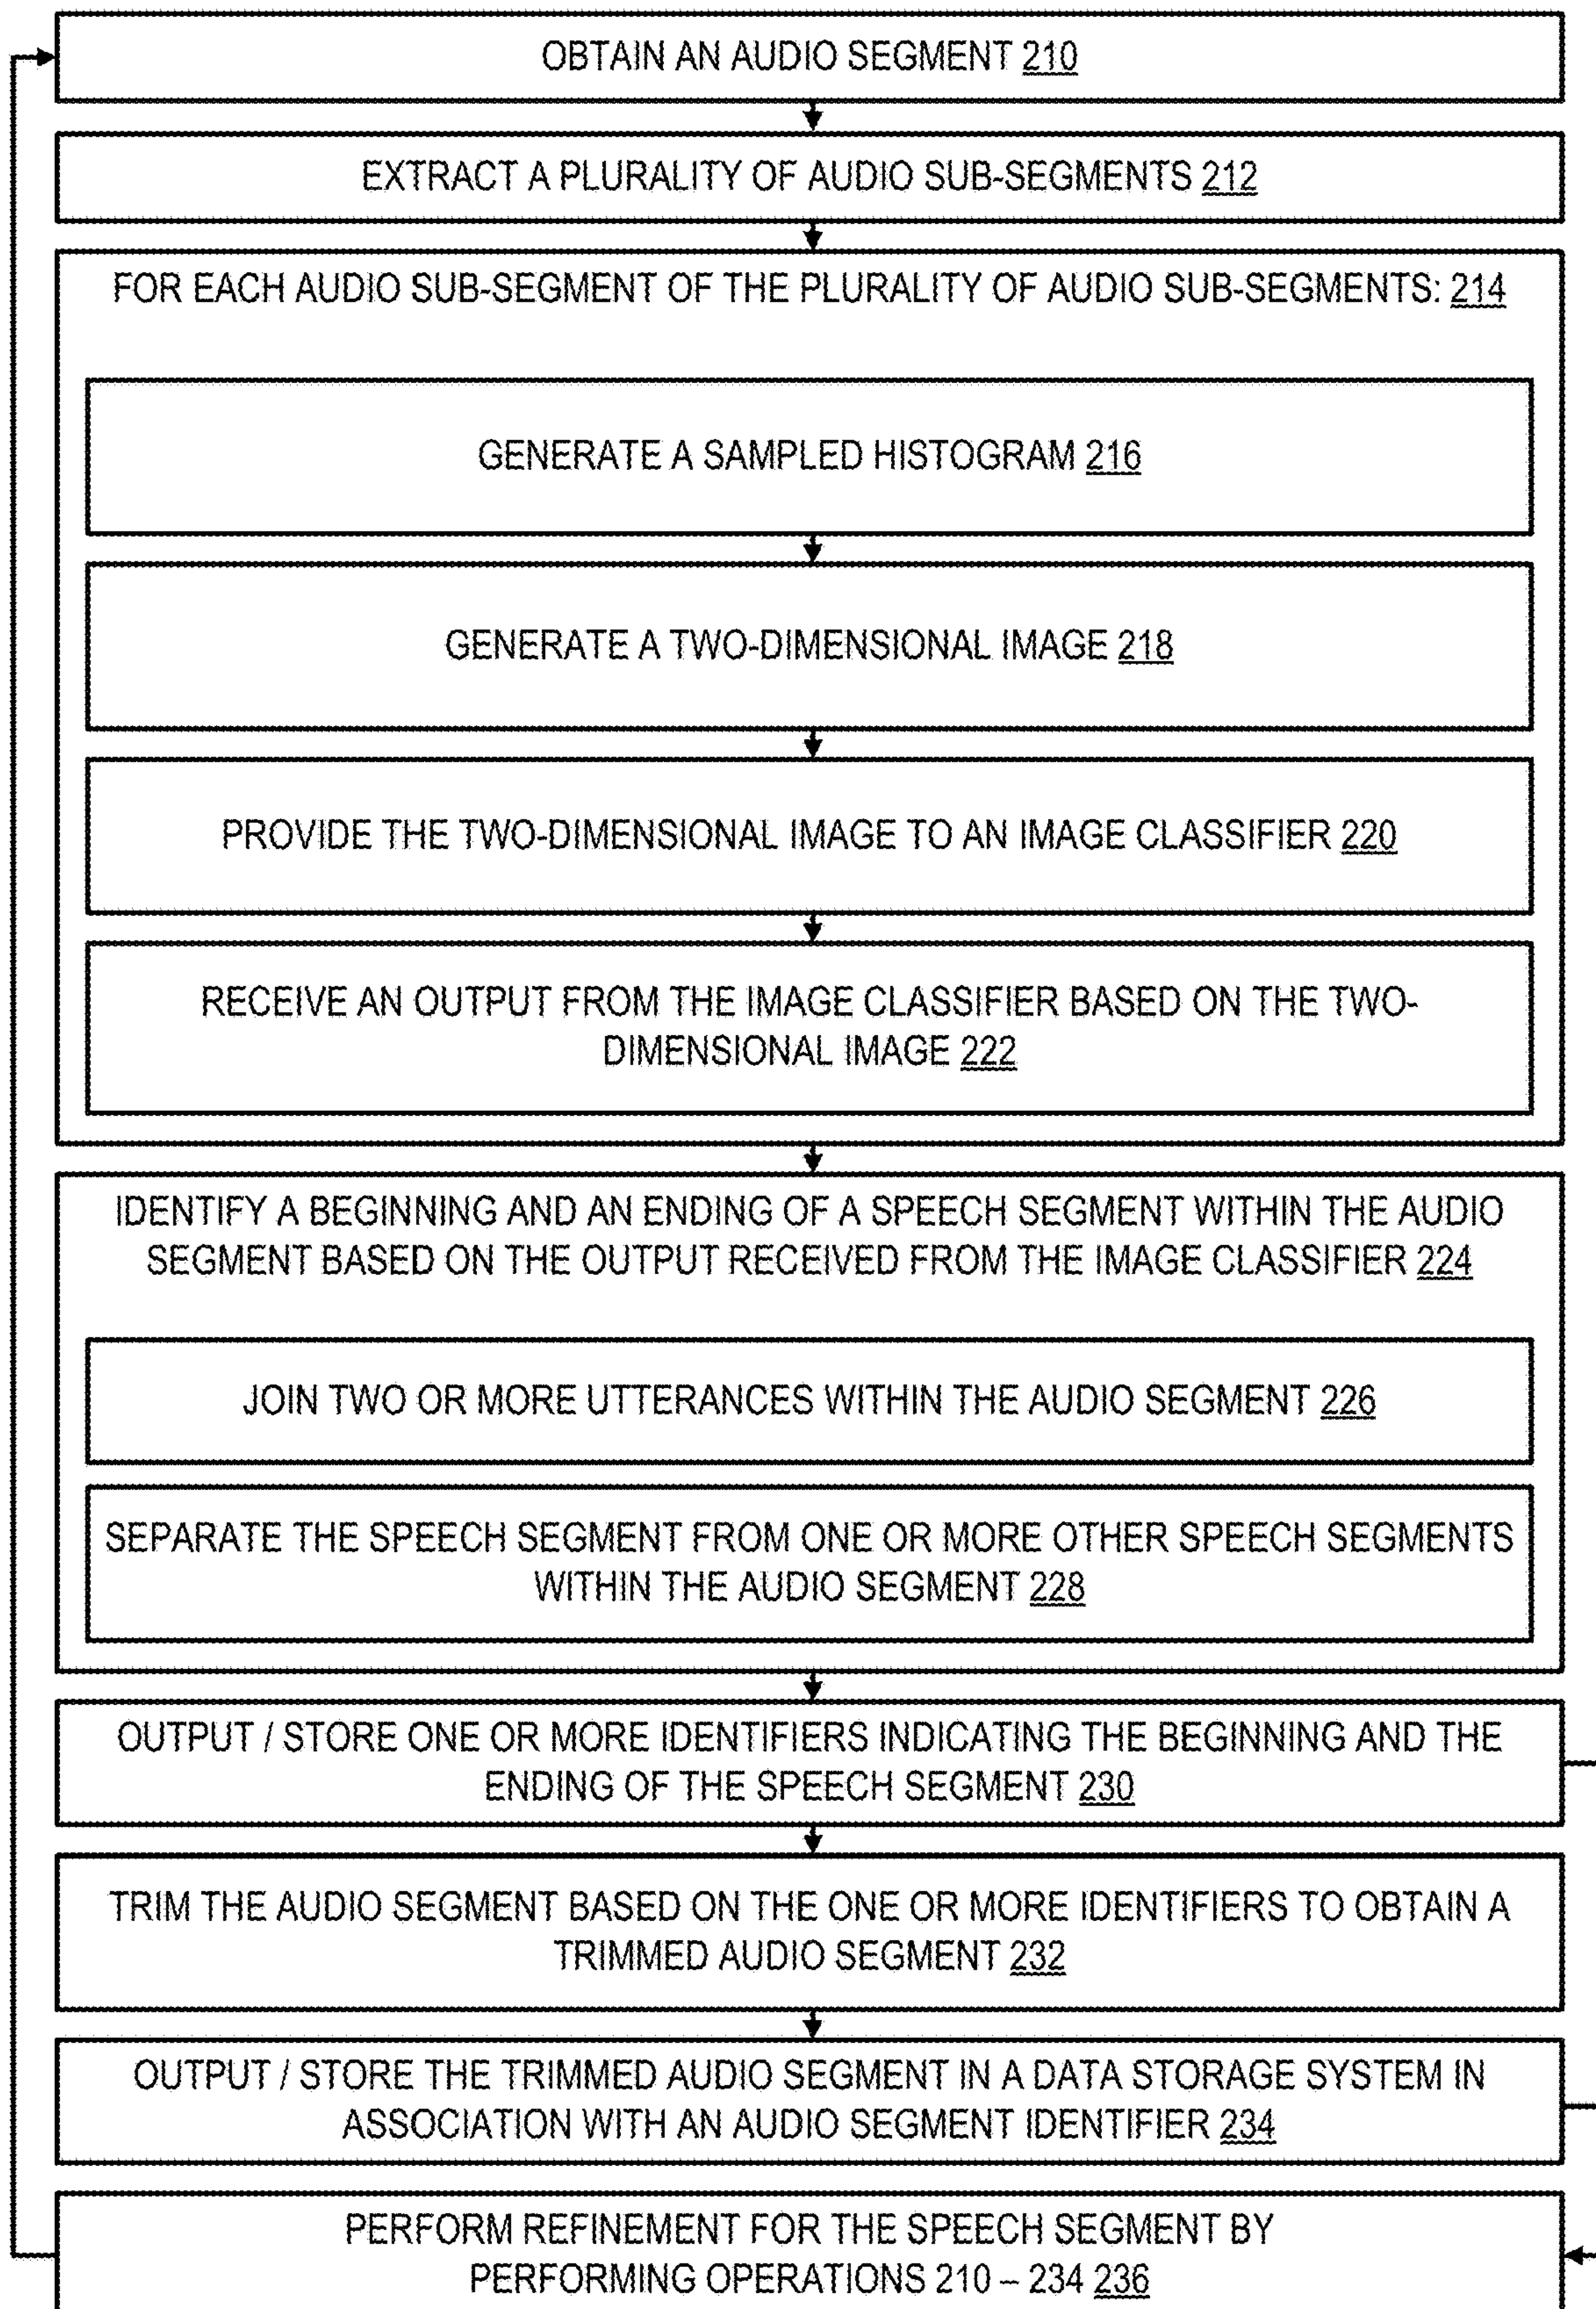 OBTAIN AN AUDIO SEGMENT 210
EXTRACT A PLURALITY OF AUDIO SUB-SEGMENTS 212
FOR EACH AUDIO SUB-SEGMENT OF THE PLURALITY OF AUDIO SUB-SEGMENTS: 214
GENERATE A SAMPLED HISTOGRAM 216
GENERATE A TWO-DIMENSIONAL IMAGE 218
PROVIDE THE TWO-DIMENSIONAL IMAGE TO AN IMAGE CLASSIFIER 220
RECEIVE AN OUTPUT FROM THE IMAGE CLASSIFIER BASED ON THE TWO-
DIMENSIONAL IMAGE 222
IDENTIFY A BEGINNING AND AN ENDING OF A SPEECH SEGMENT WITHIN THE AUDIO
SEGMENT BASED ON THE OUTPUT RECEIVED FROM THE IMAGE CLASSIFIER 224
JOIN TWO OR MORE UTTERANCES WITHIN THE AUDIO SEGMENT 226
SEPARATE THE SPEECH SEGMENT FROM ONE OR MORE OTHER SPEECH SEGMENTS
WITHIN THE AUDIO SEGMENT 228
OUTPUT / STORE ONE OR MORE IDENTIFIERS INDICATING THE BEGINNING AND THE
ENDING OF THE SPEECH SEGMENT 230
TRIM THE AUDIO SEGMENT BASED ON THE ONE OR MORE IDENTIFIERS TO OBTAIN A
TRIMMED AUDIO SEGMENT 232
OUTPUT / STORE THE TRIMMED AUDIO SEGMENT IN A DATA STORAGE SYSTEM IN
ASSOCIATION WITH AN AUDIO SEGMENT IDENTIFIER 234
PERFORM REFINEMENT FOR THE SPEECH SEGMENT BY
PERFORMING OPERATIONS 210 – 234 236